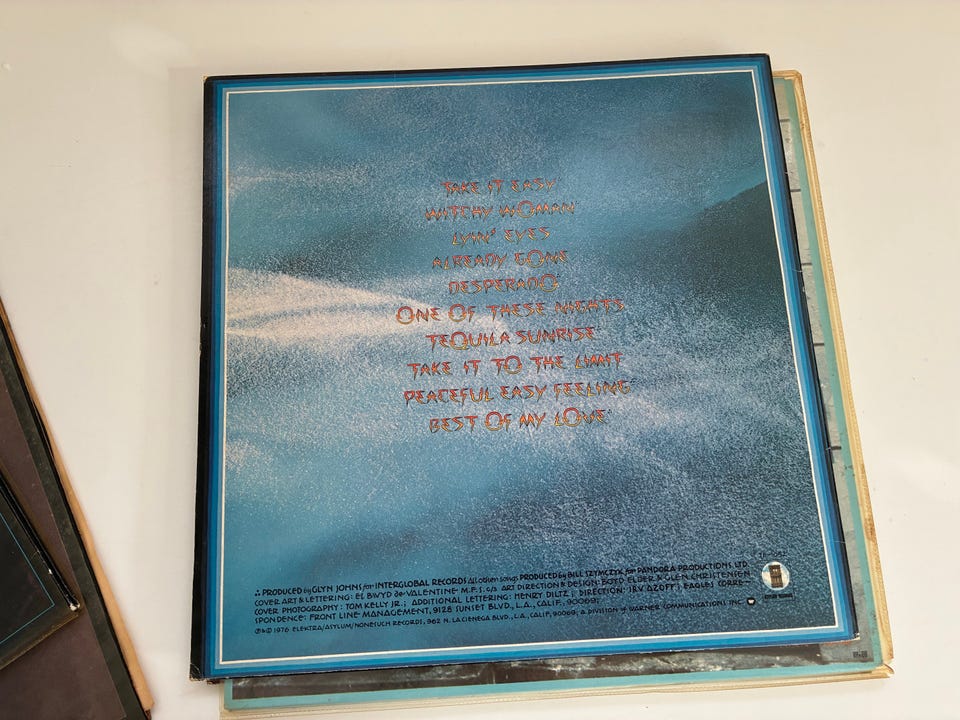 TAKE IT EASY
WITCHY WOMAN
LYIN' EYES
ALREADY GONE
DESPERADO
ONE OF THESE NIGHTS
TEQUILA SUNRISE
TAKE IT TO THE LIMIT
PEACEFUL EASY FEELING
BEST OF MY LOVE
∴ PRODUCED by GLYN JOHNS for INTERGLOBAL RECORDS All other songs PRODUCED by BILL SZYMCZYK for PANDORA PRODUCTIONS LTD.
COVER ART & LETTERING: EL BWYD de VALENTINE M.F.S; c/s ART DIRECTION & DESIGN: BOYD ELDER & GLEN CHRISTENSEN
COVER PHOTOGRAPHY: TOM KELLY JR.; ADDITIONAL LETTERING: HENRY DILTZ; DIRECTION: IRV AZOFF; EAGLES CORRE-
SPONDENCE: FRONT LINE MANAGEMENT, 9128 SUNSET BLVD., L.A., CALIF. 90069;
℗ & © 1976 ELEKTRA/ASYLUM/NONESUCH RECORDS, 962 N. LA CIENEGA BLVD., L.A., CALIF, 90069, A DIVISION of WARNER COMMUNICATIONS INC.